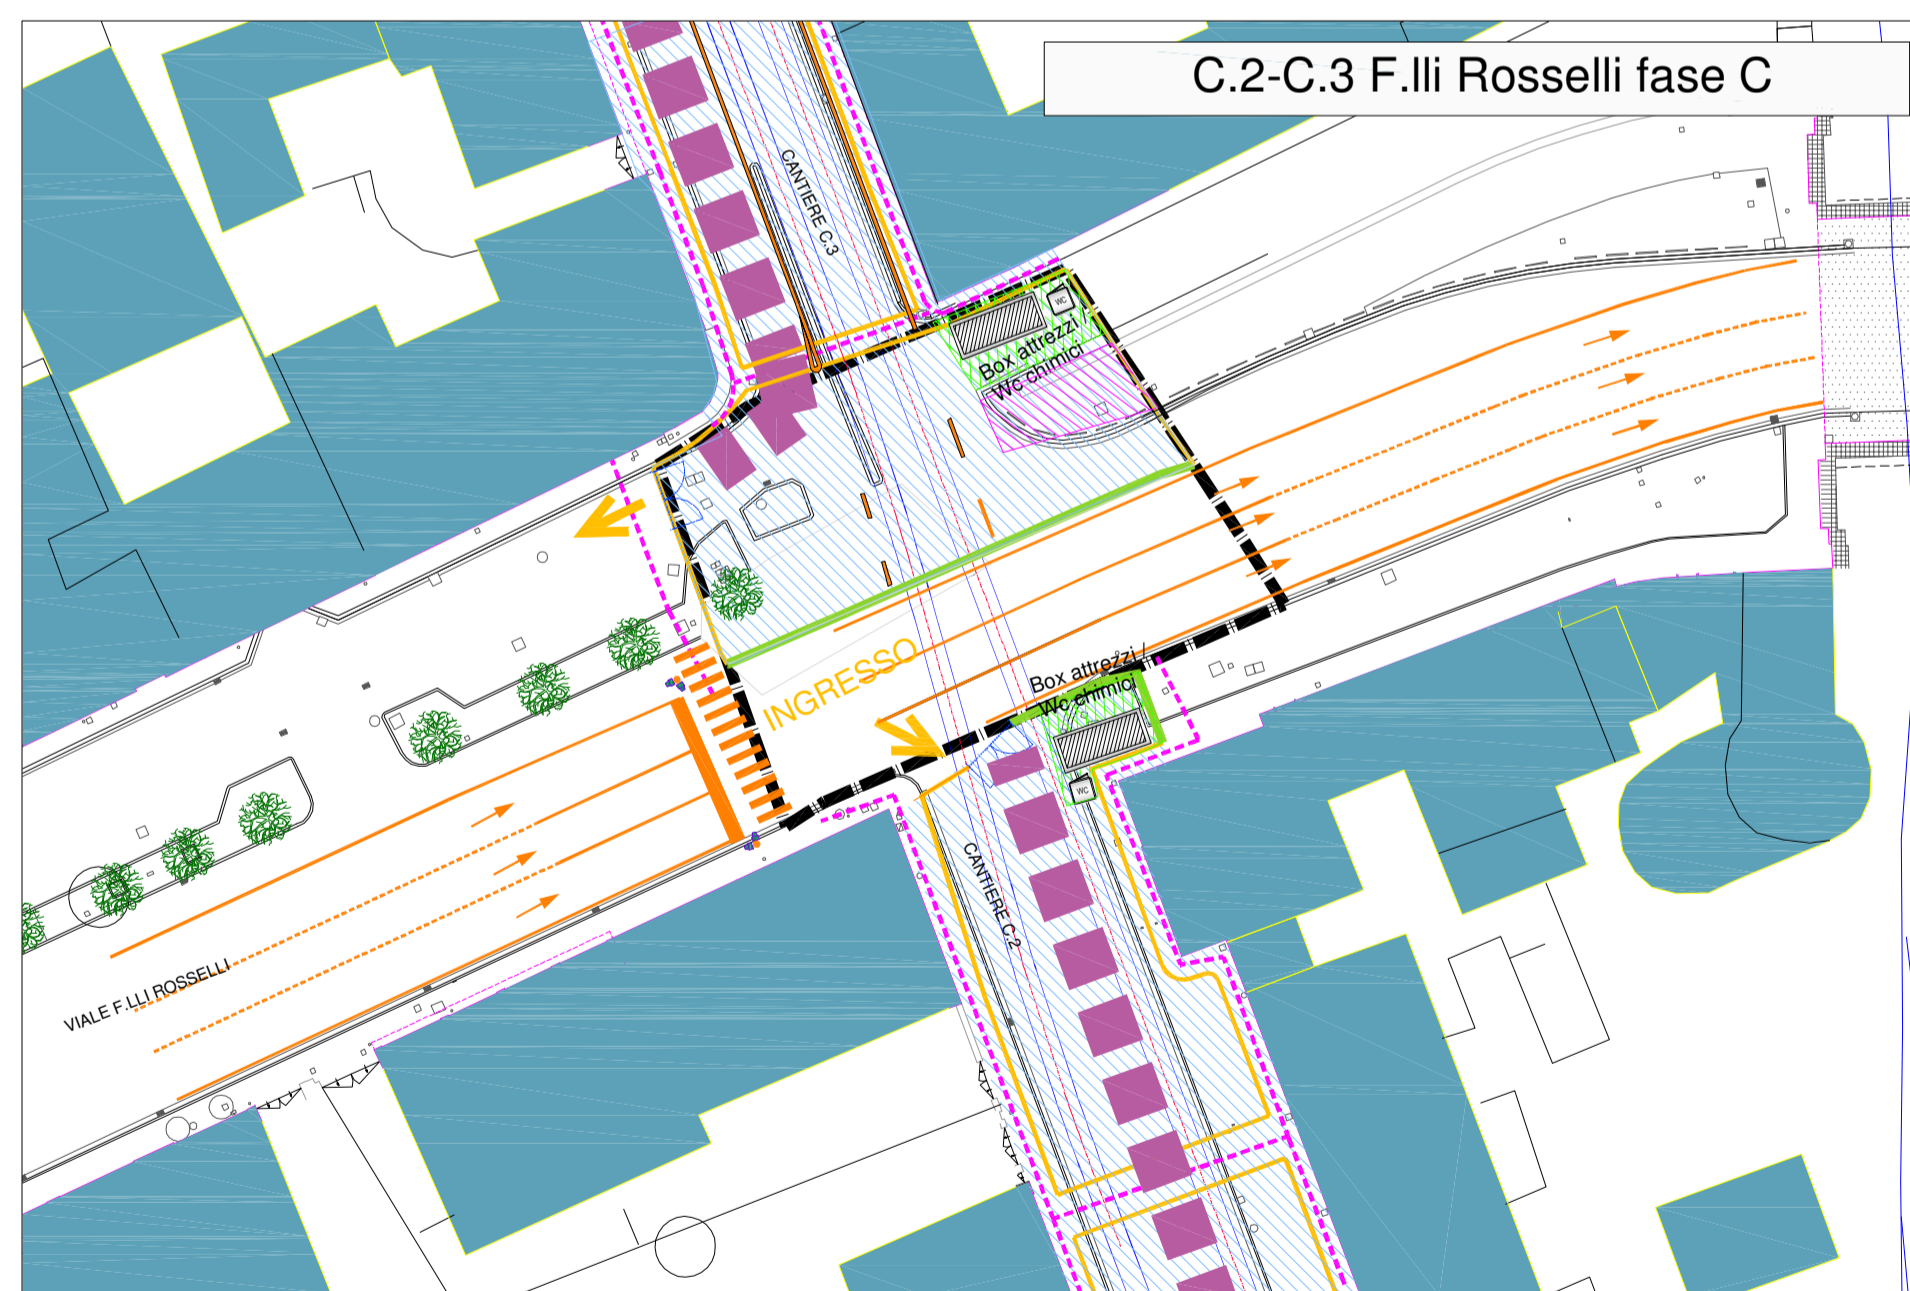 C.2-C.3 F.lli Rosselli fase C
CANTIERE C.3
WC
Box attrezzi /
Wc chimici
INGRESSO
Box attrezzi /
Wc chimici
WC
CANTIERE C.2
VIALE F.LLI ROSSELLI